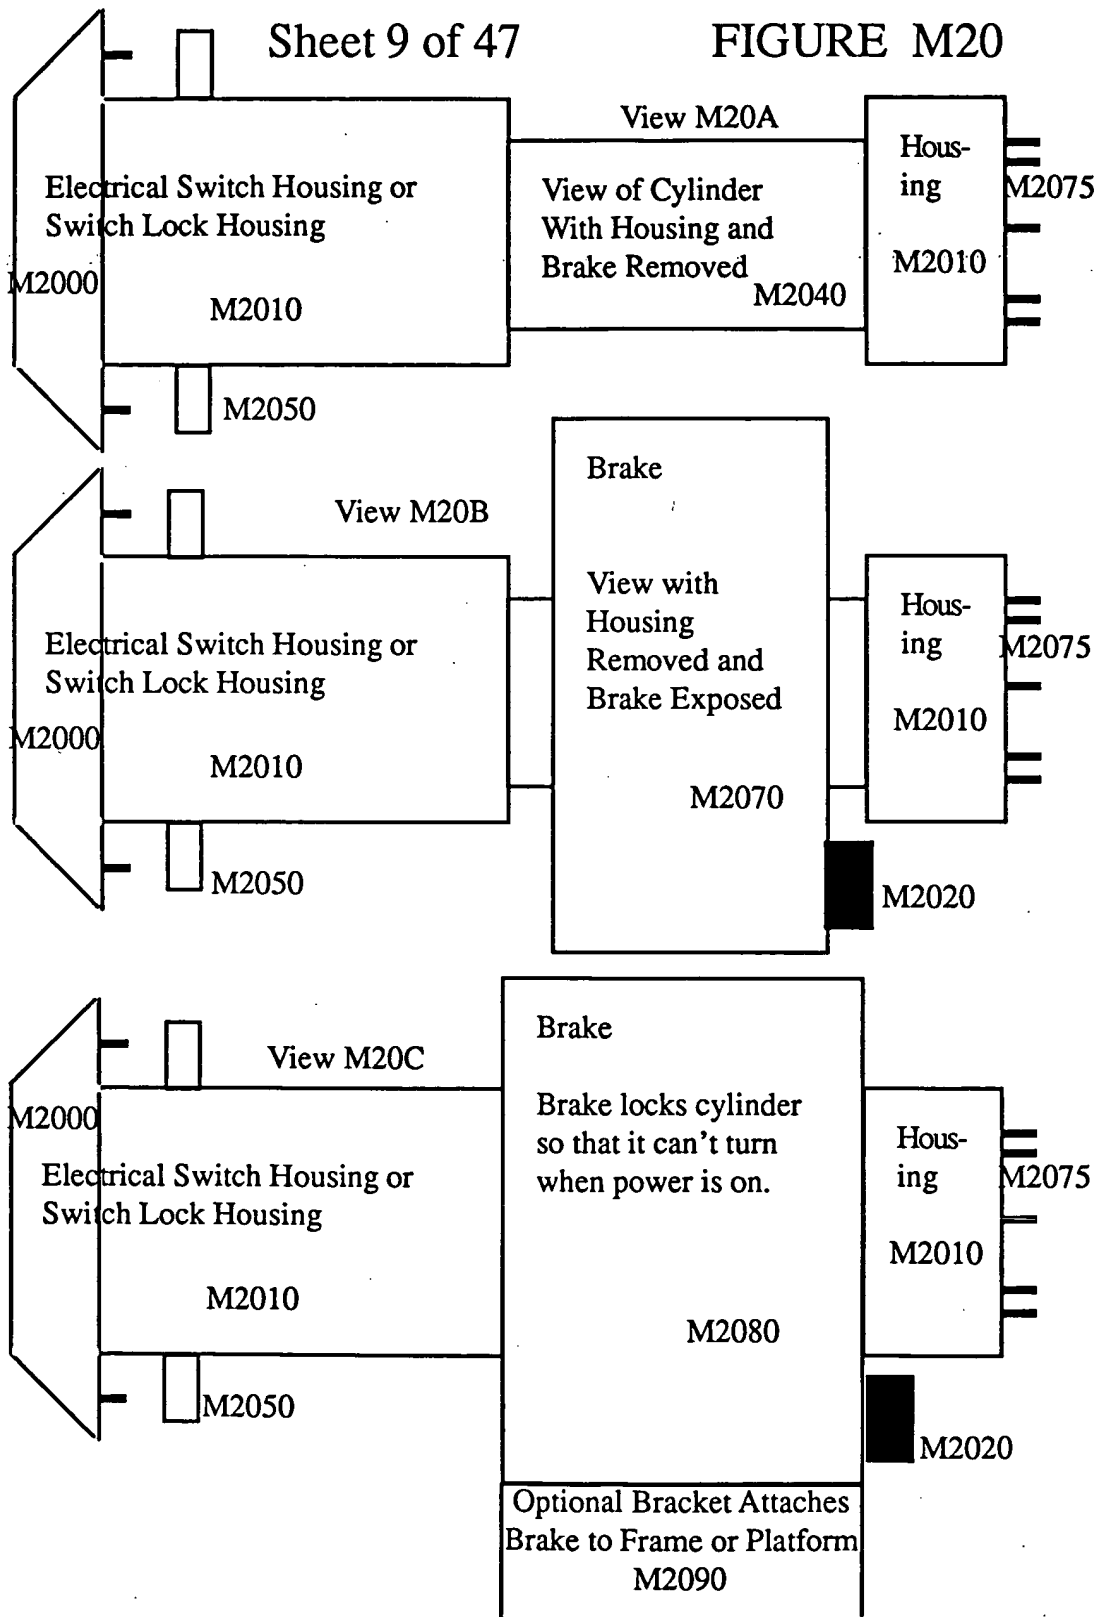 Sheet 9 of 47
FIGURE M20
View M20A
Electrical Switch Housing or
Switch Lock Housing
M2000
M2010
M2050
View of Cylinder
With Housing and
Brake Removed
M2040
Hous-
ing
M2010
M2075
View M20B
Electrical Switch Housing or
Switch Lock Housing
M2000
M2010
M2050
Brake
View with
Housing
Removed and
Brake Exposed
M2070
Hous-
ing
M2010
M2075
M2020
View M20C
M2000
Electrical Switch Housing or
Switch Lock Housing
M2010
M2050
Brake
Brake locks cylinder
so that it can't turn
when power is on.
M2080
Hous-
ing
M2010
M2075
M2020
Optional Bracket Attaches
Brake to Frame or Platform
M2090